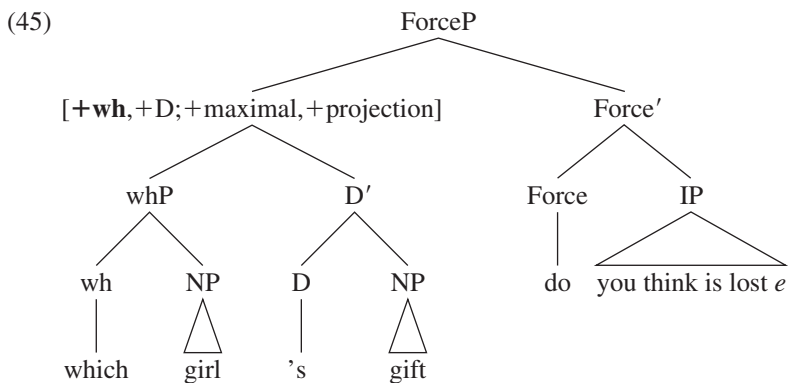 (45) ForceP
[+wh,+D;+maximal,+projection] Force′
whP D′ Force IP
wh NP D NP do you think is lost e
which girl 's gift